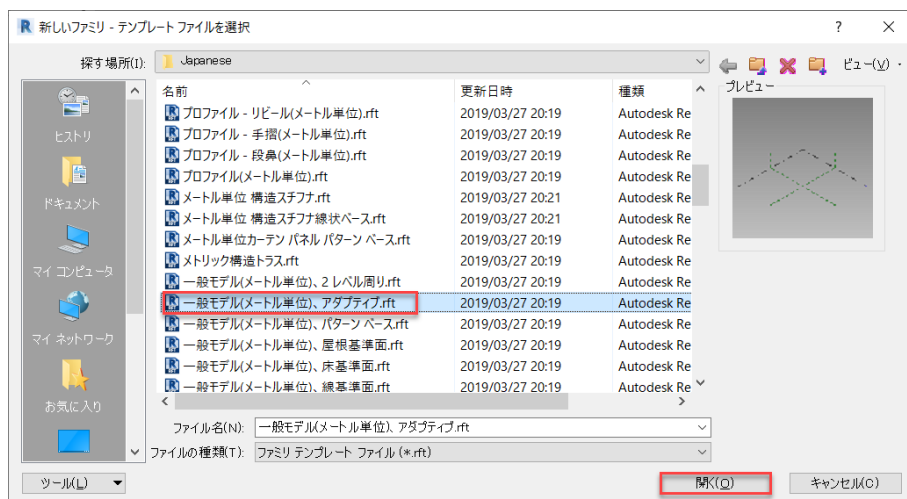 新しいファミリ - テンプレート ファイルを選択
探す場所(I): Japanese ビュー(V)
名前 更新日時 種類 プレビュー
プロファイル - リビール(メートル単位).rft 2019/03/27 20:19 Autodesk Re
プロファイル - 手摺(メートル単位).rft 2019/03/27 20:19 Autodesk Re
プロファイル - 段鼻(メートル単位).rft 2019/03/27 20:19 Autodesk Re
プロファイル(メートル単位).rft 2019/03/27 20:19 Autodesk Re
メートル単位 構造スチフナ.rft 2019/03/27 20:21 Autodesk Re
メートル単位 構造スチフナ線状ベース.rft 2019/03/27 20:21 Autodesk Re
メートル単位カーテン パネル パターン ベース.rft 2019/03/27 20:19 Autodesk Re
メトリック構造トラス.rft 2019/03/27 20:19 Autodesk Re
一般モデル(メートル単位)、2 レベル周り.rft 2019/03/27 20:19 Autodesk Re
一般モデル(メートル単位)、アダプティブ.rft 2019/03/27 20:19 Autodesk Re
一般モデル(メートル単位)、パターン ベース.rft 2019/03/27 20:19 Autodesk Re
一般モデル(メートル単位)、屋根基準面.rft 2019/03/27 20:19 Autodesk Re
一般モデル(メートル単位)、床基準面.rft 2019/03/27 20:19 Autodesk Re
一般モデル(メートル単位)、線基準面.rft 2019/03/27 20:19 Autodesk Re
ヒストリ
ドキュメント
マイ コンピュータ
マイ ネットワーク
お気に入り
ファイル名(N): 一般モデル(メートル単位)、アダプティブ.rft
ファイルの種類(T): ファミリ テンプレート ファイル (*.rft)
ツール(L) 開く(O) キャンセル(C)